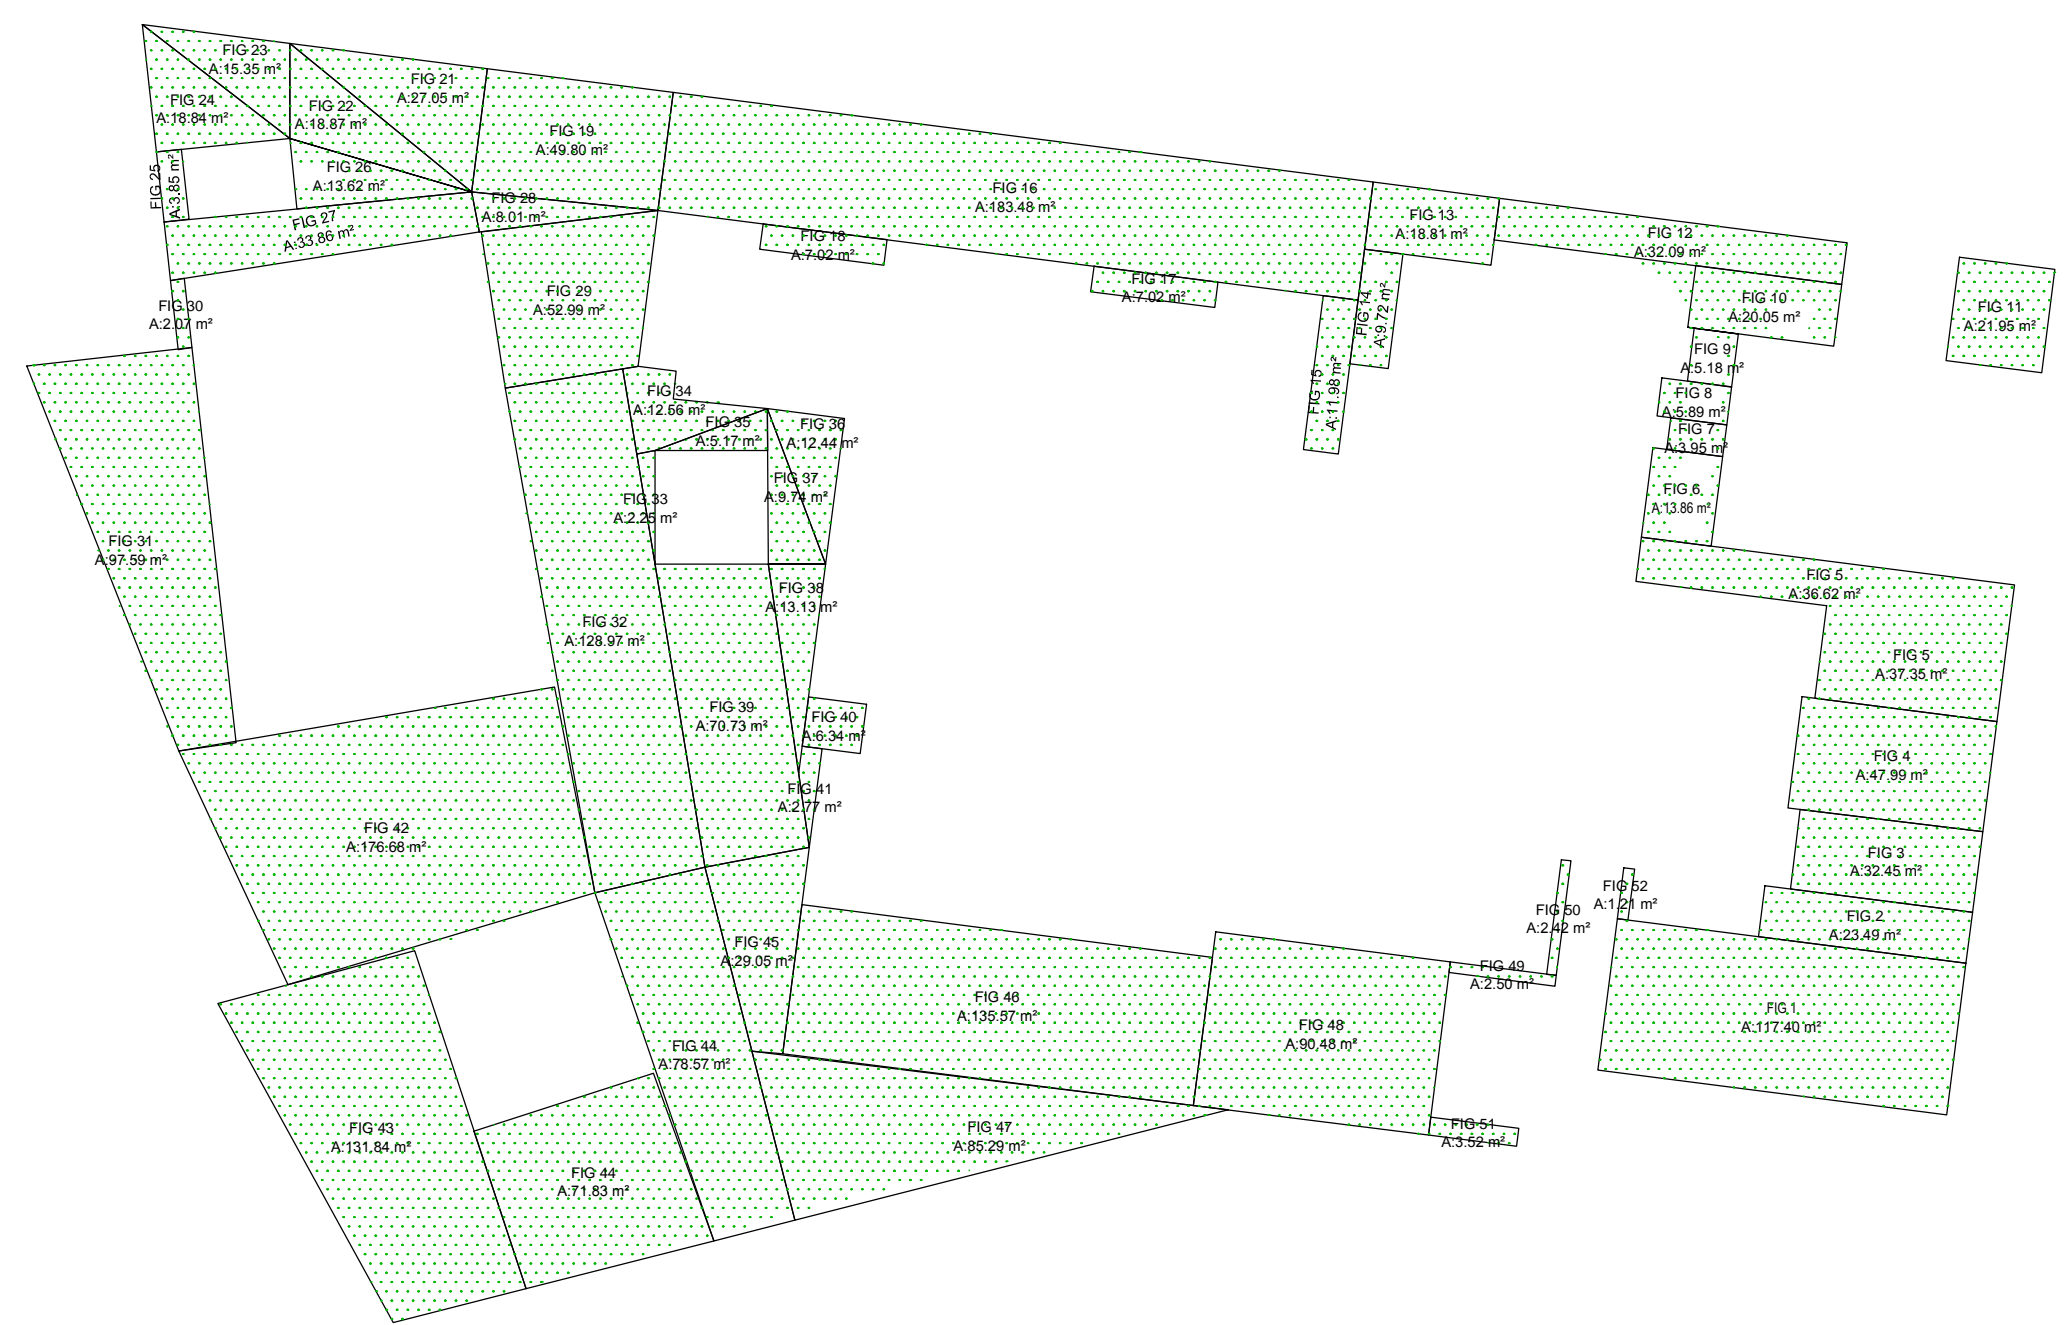 FIG 23
A:15.35 m²
FIG 24
A:18.84 m²
FIG 22
A:18.87 m²
FIG 21
A:27.05 m²
FIG 19
A:49.80 m²
FIG 25
A:3.85 m²
FIG 26
A:13.62 m²
FIG 27
A:33.86 m²
FIG 28
A:8.01 m²
FIG 16
A:183.48 m²
FIG 18
A:7.02 m²
FIG 17
A:7.02 m²
FIG 13
A:18.81 m²
FIG 12
A:32.09 m²
FIG 14
A:9.72 m²
FIG 15
A:11.98 m²
FIG 10
A:20.05 m²
FIG 11
A:21.95 m²
FIG 9
A:5.18 m²
FIG 8
A:5.89 m²
FIG 7
A:3.95 m²
FIG 6
A:13.86 m²
FIG 5
A:36.62 m²
FIG 5
A:37.35 m²
FIG 4
A:47.99 m²
FIG 3
A:32.45 m²
FIG 2
A:23.49 m²
FIG 1
A:117.40 m²
FIG 30
A:2.07 m²
FIG 29
A:52.99 m²
FIG 34
A:12.56 m²
FIG 35
A:5.17 m²
FIG 36
A:12.44 m²
FIG 37
A:9.74 m²
FIG 33
A:2.25 m²
FIG 31
A:97.59 m²
FIG 32
A:128.97 m²
FIG 38
A:13.13 m²
FIG 39
A:70.73 m²
FIG 40
A:6.34 m²
FIG 41
A:2.77 m²
FIG 42
A:176.68 m²
FIG 45
A:29.05 m²
FIG 46
A:135.57 m²
FIG 48
A:90.48 m²
FIG 49
A:2.50 m²
FIG 50
A:2.42 m²
FIG 52
A:1.21 m²
FIG 44
A:78.57 m²
FIG 43
A:131.84 m²
FIG 44
A:71.83 m²
FIG 47
A:85.29 m²
FIG 51
A:3.52 m²